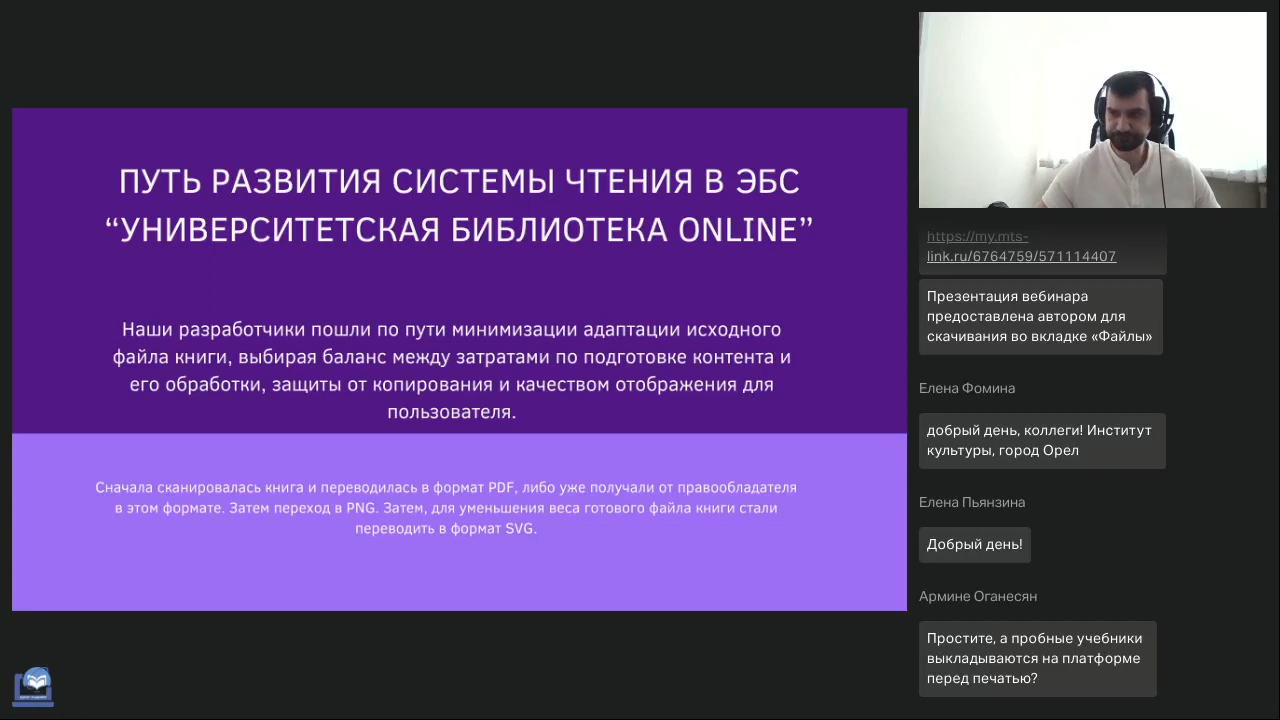 ПУТЬ РАЗВИТИЯ СИСТЕМЫ ЧТЕНИЯ В ЭБС
“УНИВЕРСИТЕТСКАЯ БИБЛИОТЕКА ONLINE”
Наши разработчики пошли по пути минимизации адаптации исходного
файла книги, выбирая баланс между затратами по подготовке контента и
его обработки, защиты от копирования и качеством отображения для
пользователя.
Сначала сканировалась книга и переводилась в формат PDF, либо уже получали от правообладателя
в этом формате. Затем переход в PNG. Затем, для уменьшения веса готового файла книги стали
переводить в формат SVG.
https://my.mts-
link.ru/6764759/571114407
Презентация вебинара
предоставлена автором для
скачивания во вкладке «Файлы»
Елена Фомина
добрый день, коллеги! Институт
культуры, город Орел
Елена Пьянзина
Добрый день!
Армине Оганесян
Простите, а пробные учебники
выкладываются на платформе
перед печатью?